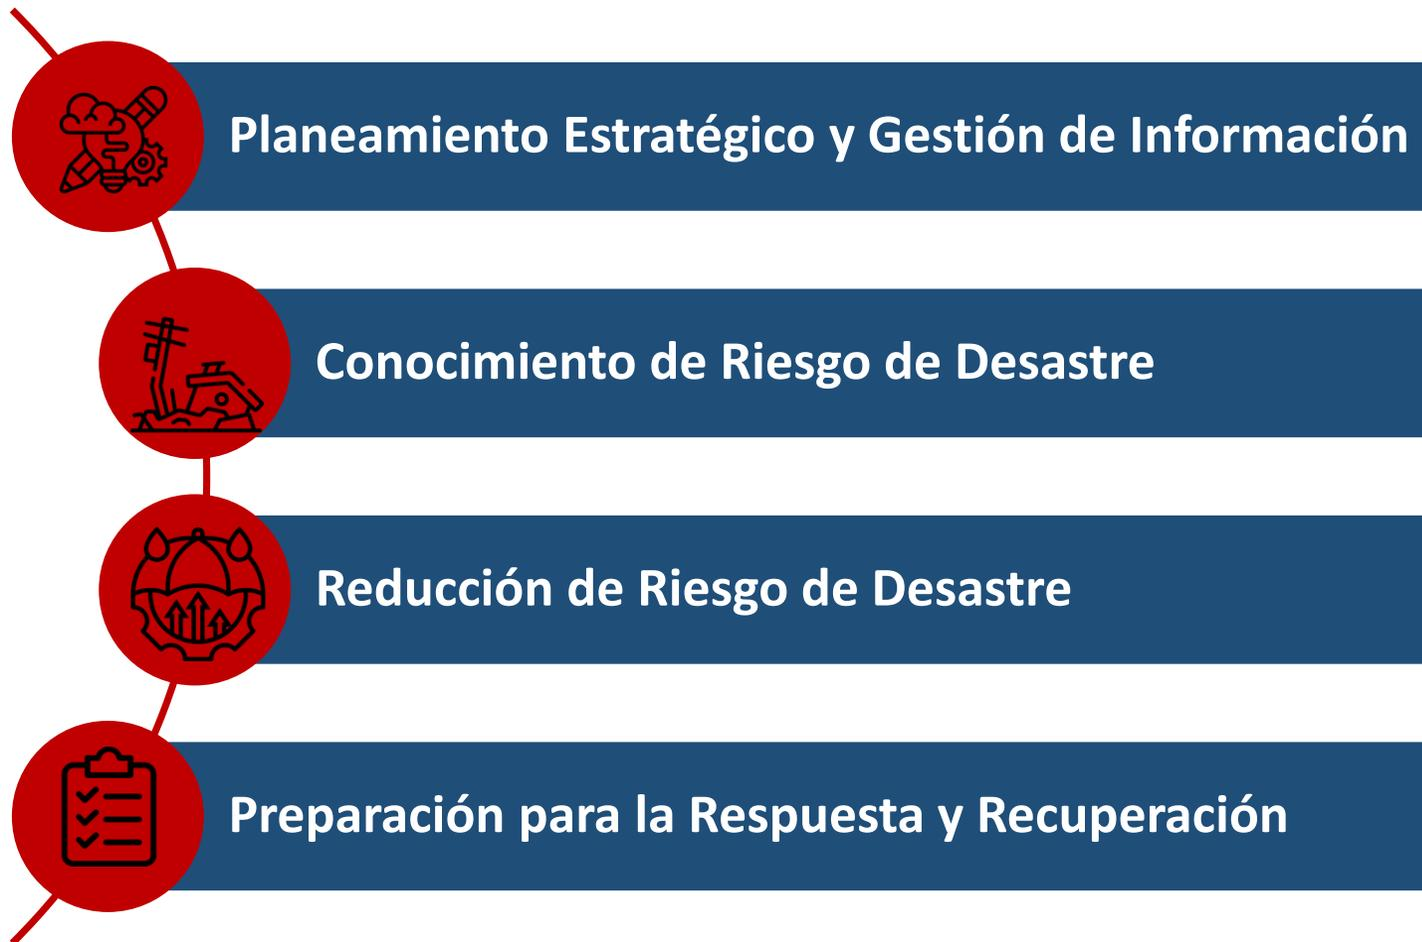 Planeamiento Estratégico y Gestión de Información
Conocimiento de Riesgo de Desastre
Reducción de Riesgo de Desastre
Preparación para la Respuesta y Recuperación